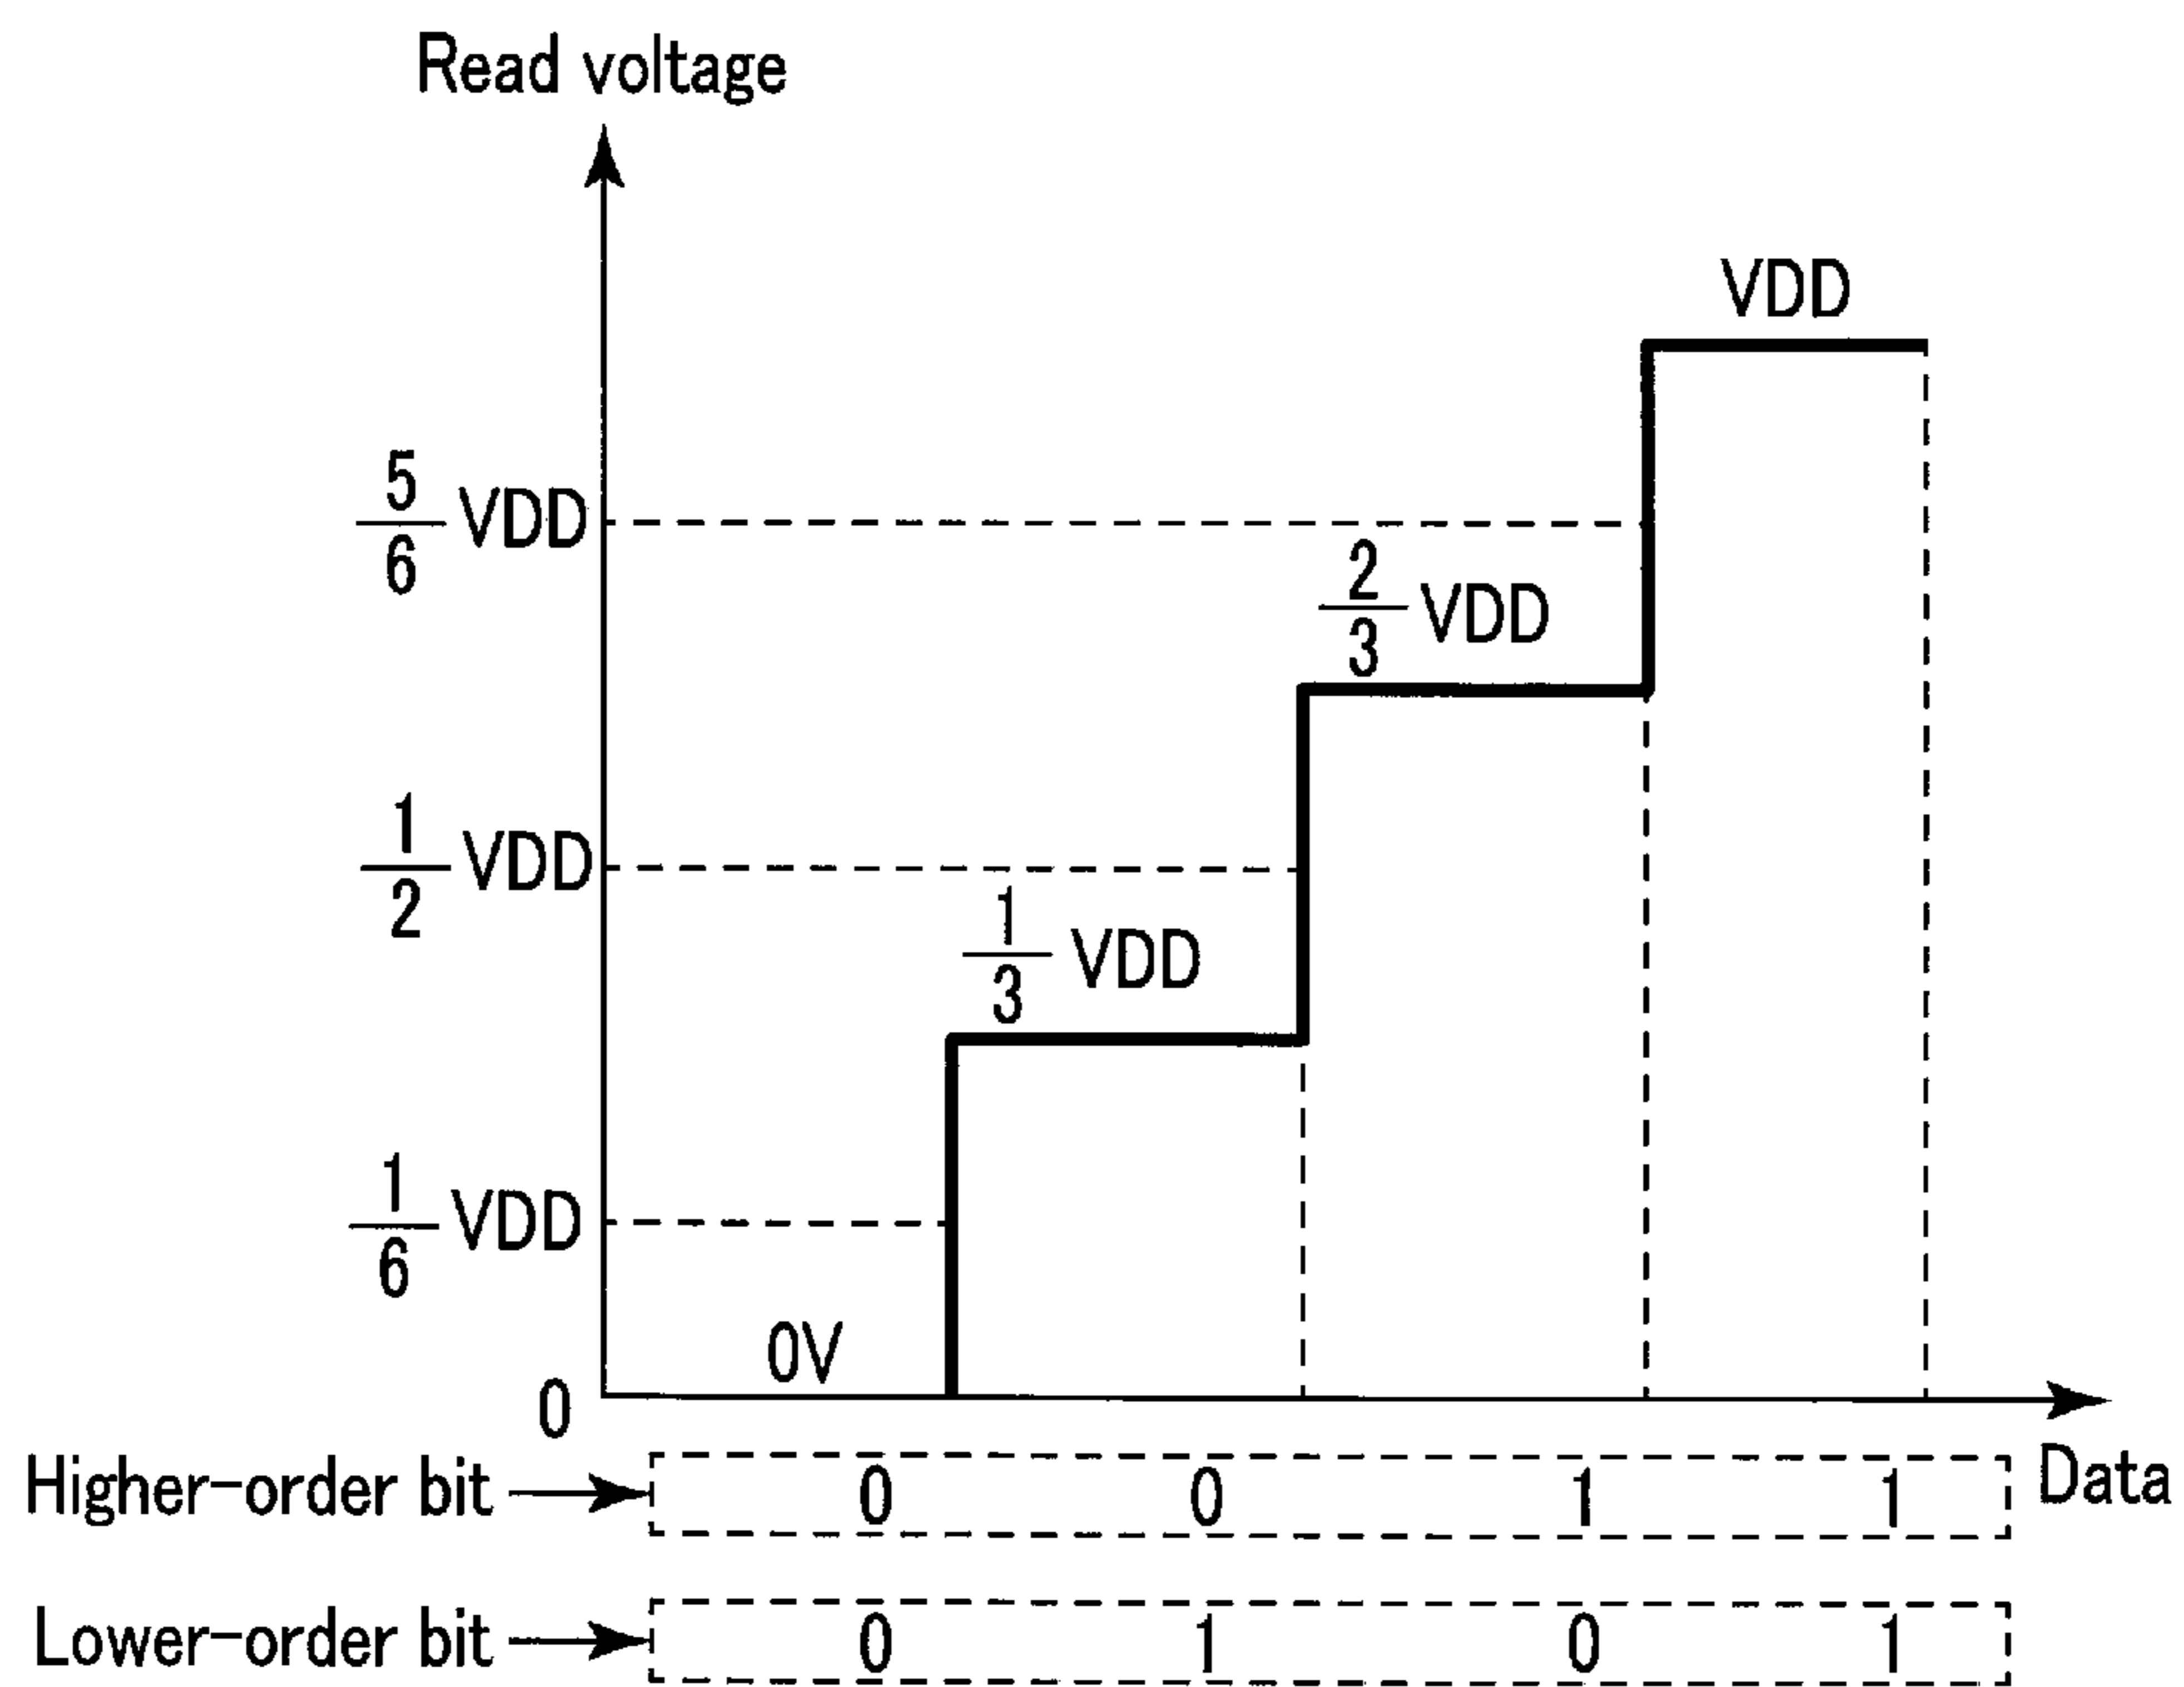 Read voltage
VDD
5/6 VDD
2/3 VDD
1/2 VDD
1/3 VDD
1/6 VDD
0V
0
Higher-order bit 0 0 1 1 Data
Lower-order bit 0 1 0 1